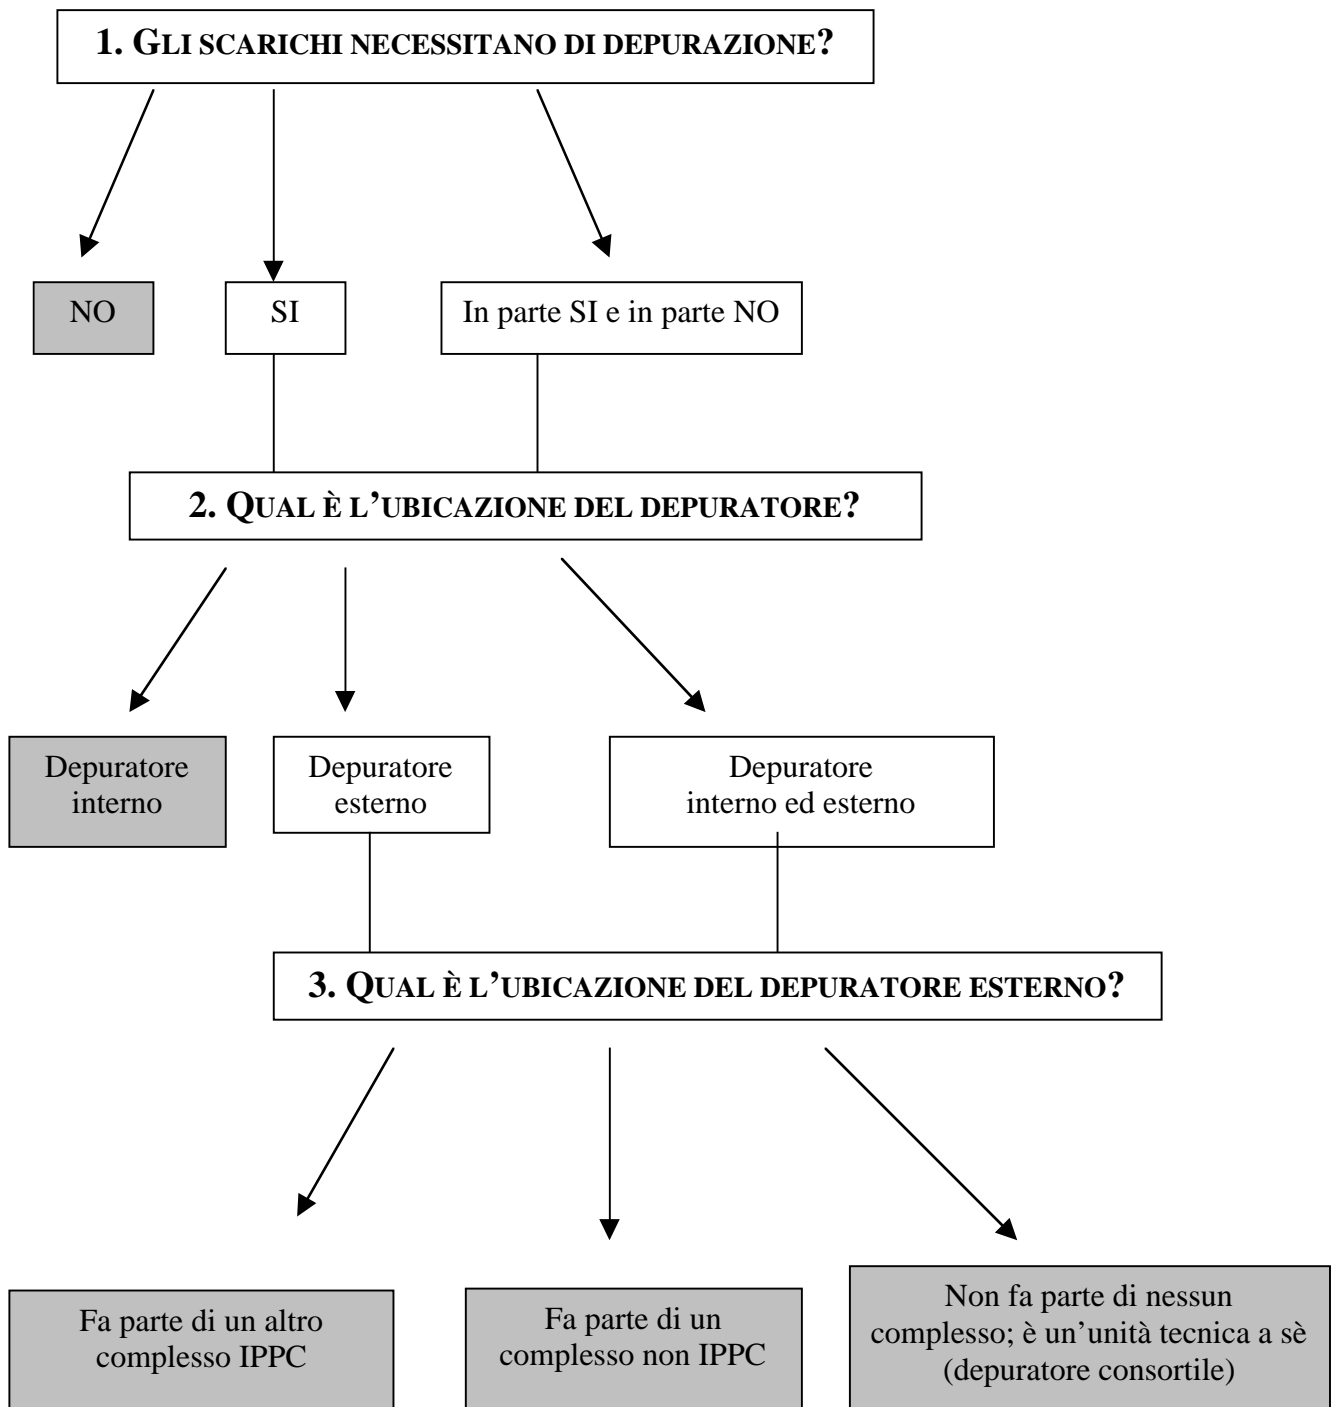 1. GLI SCARICHI NECESSITANO DI DEPURAZIONE?
NO
SI
In parte SI e in parte NO
2. QUAL È L’UBICAZIONE DEL DEPURATORE?
Depuratore
interno
Depuratore
esterno
Depuratore
interno ed esterno
3. QUAL È L’UBICAZIONE DEL DEPURATORE ESTERNO?
Fa parte di un altro
complesso IPPC
Fa parte di un
complesso non IPPC
Non fa parte di nessun
complesso; è un’unità tecnica a sè
(depuratore consortile)